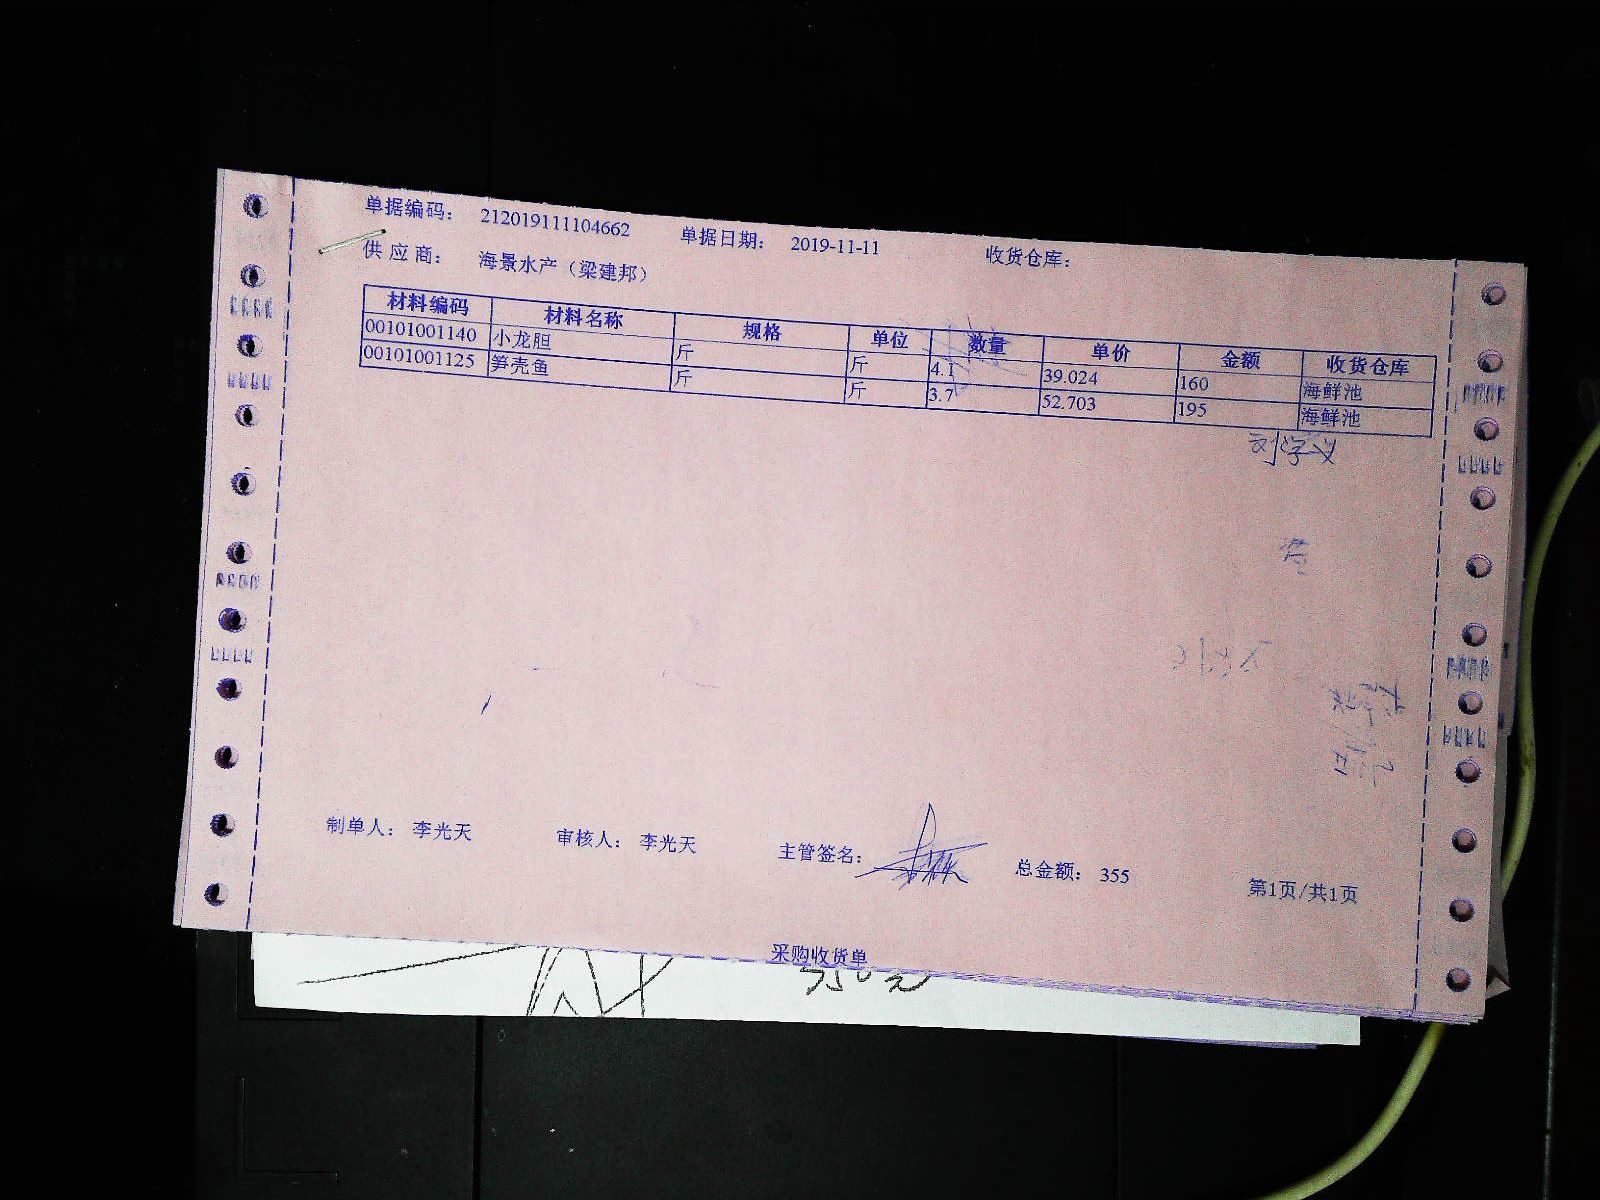 单据编码： 212019111104662 单据日期： 2019-11-11 收货仓库：
供应商： 海景水产（梁建邦）
材料编码 材料名称 规格 单位 数量 单价 金额 收货仓库
00101001140 小龙胆 斤 斤 4.1 39.024 160 海鲜池
00101001125 笋壳鱼 斤 斤 3.7 52.703 195 海鲜池
刘学义
制单人： 李光天 审核人： 李光天 主管签名： 总金额： 355 第1页/共1页
采购收货单